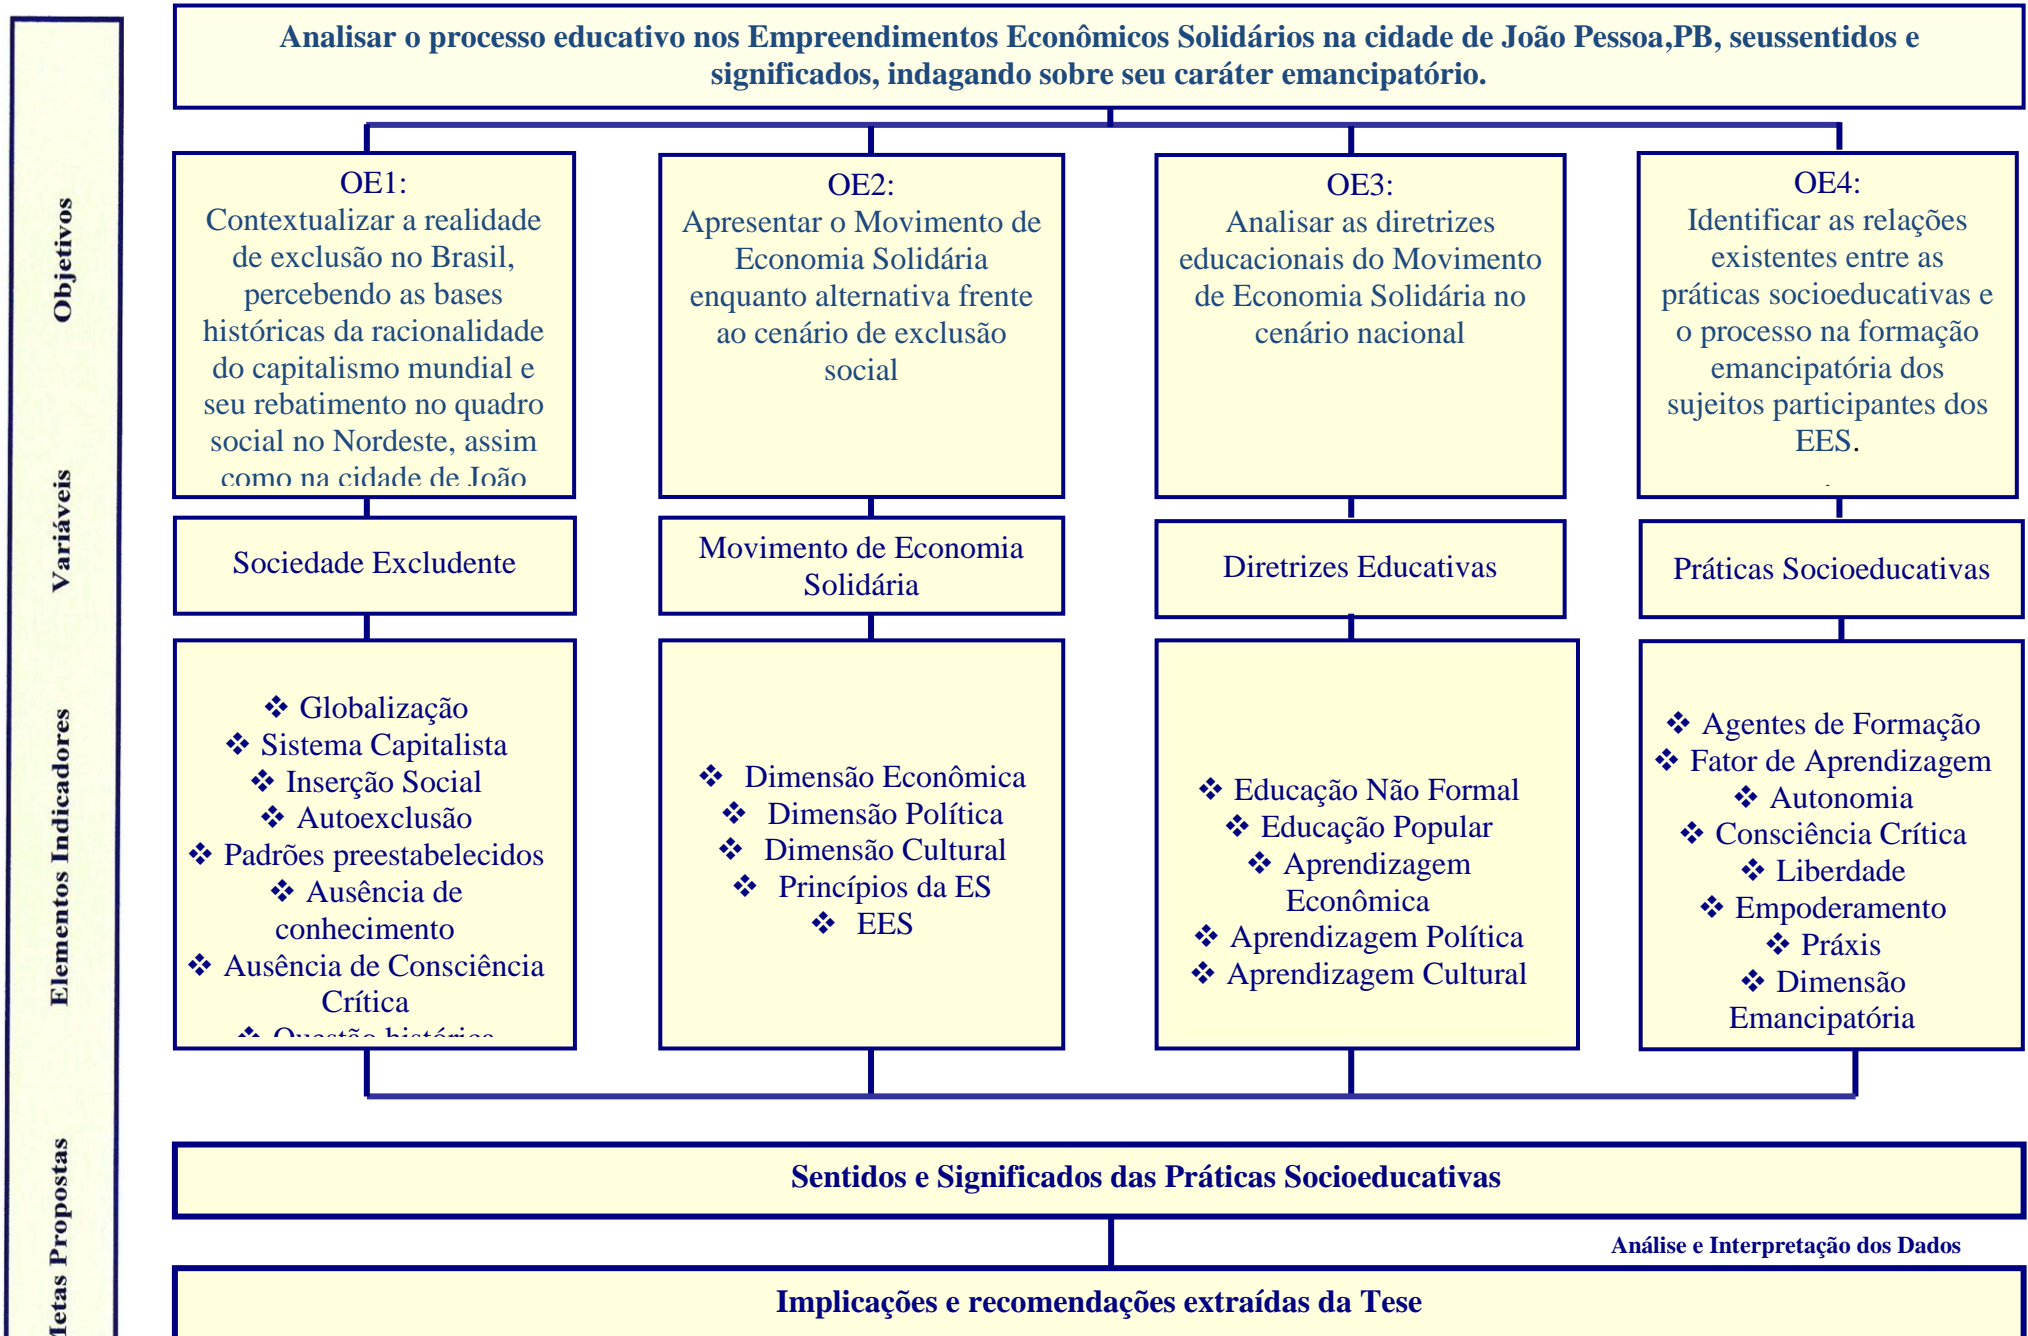 Analisar o processo educativo nos Empreendimentos Econômicos Solidários na cidade de João Pessoa,PB, seussentidos e
significados, indagando sobre seu caráter emancipatório.
Objetivos
OE1:
Contextualizar a realidade
de exclusão no Brasil,
percebendo as bases
históricas da racionalidade
do capitalismo mundial e
seu rebatimento no quadro
social no Nordeste, assim
como na cidade de João
OE2:
Apresentar o Movimento de
Economia Solidária
enquanto alternativa frente
ao cenário de exclusão
social
OE3:
Analisar as diretrizes
educacionais do Movimento
de Economia Solidária no
cenário nacional
OE4:
Identificar as relações
existentes entre as
práticas socioeducativas e
o processo na formação
emancipatória dos
sujeitos participantes dos
EES.
.
Variáveis
Sociedade Excludente
Movimento de Economia
Solidária
Diretrizes Educativas
Práticas Socioeducativas
Elementos Indicadores
❖ Globalização
❖ Sistema Capitalista
❖ Inserção Social
❖ Autoexclusão
❖ Padrões preestabelecidos
❖ Ausência de
conhecimento
❖ Ausência de Consciência
Crítica
❖ Questão histórica
❖ Dimensão Econômica
❖ Dimensão Política
❖ Dimensão Cultural
❖ Princípios da ES
❖ EES
❖ Educação Não Formal
❖ Educação Popular
❖ Aprendizagem
Econômica
❖ Aprendizagem Política
❖ Aprendizagem Cultural
❖ Agentes de Formação
❖ Fator de Aprendizagem
❖ Autonomia
❖ Consciência Crítica
❖ Liberdade
❖ Empoderamento
❖ Práxis
❖ Dimensão
Emancipatória
Metas Propostas
Sentidos e Significados das Práticas Socioeducativas
Análise e Interpretação dos Dados
Implicações e recomendações extraídas da Tese